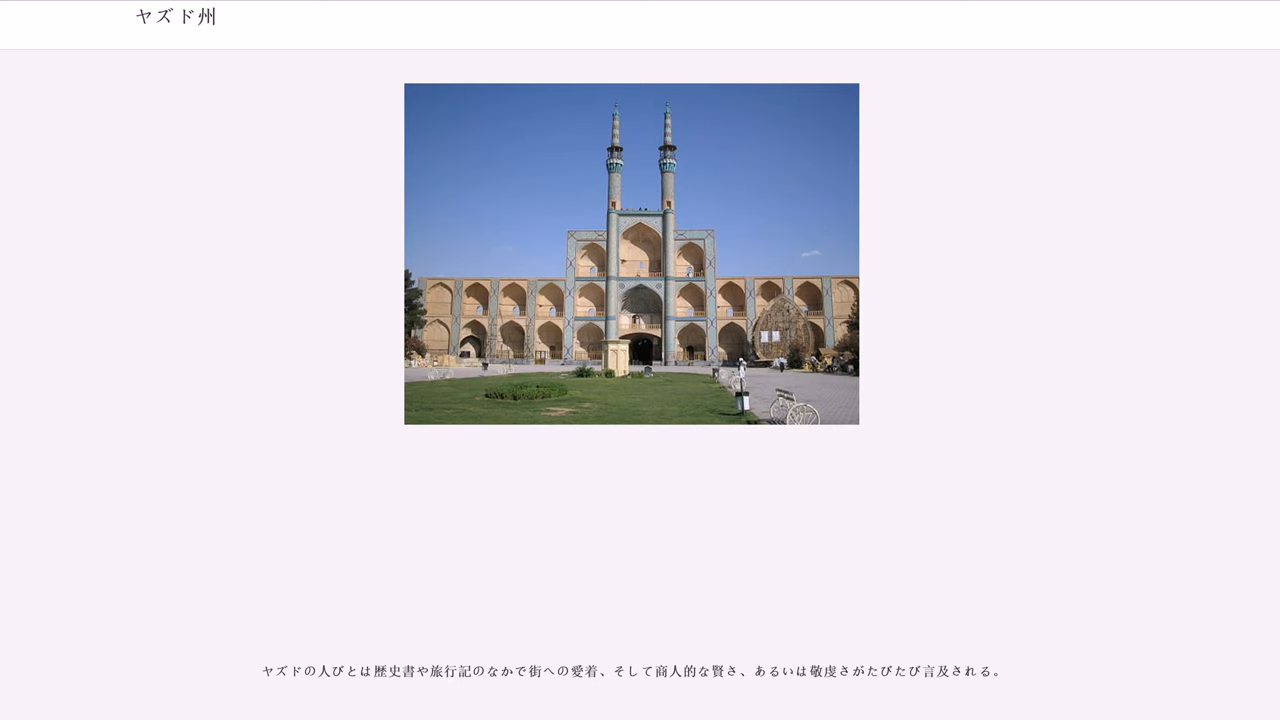 ヤズド州
ヤズドの人びとは歴史書や旅行記のなかで街への愛着、そして商人的な賢さ、あるいは敬虔さがたびたび言及される。